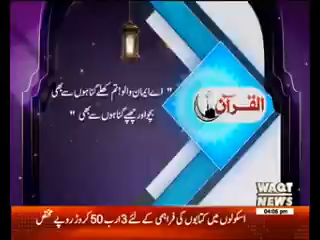 " اے ایمان والو! تم کھلے گناہوں سے بھی
بچو اور چھپے گناہوں سے بھی "
القرآن
WAQT
NEWS
04:06 pm
اسکولوں میں کتابوں کی فراہمی کے لئے 3 ارب 50 کروڑ روپے مختص